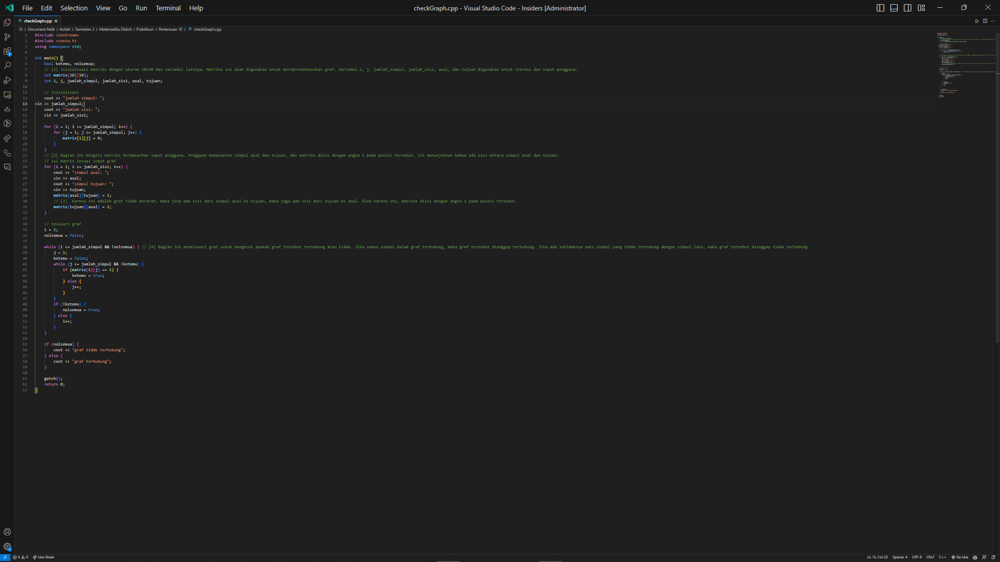 File Edit Selection View Go Run Terminal Help
checkGraph.cpp - Visual Studio Code - Insiders [Administrator]
checkGraph.cpp
D: > Document Ndik > Kuliah > Semester 2 > Matematika Diskrit > Praktikum > Pertemuan 10 > checkGraph.cpp
1 #include <iostream>
2 #include <conio.h>
3 using namespace std;
4
5 int main() {
6 bool ketemu, nolsemua;
7 // [1] Inisialisasi matriks dengan ukuran 10x10 dan variabel lainnya. Matriks ini akan digunakan untuk merepresentasikan graf. Variabel i, j, jumlah_simpul, jumlah_sisi, asal, dan tujuan digunakan untuk iterasi dan input pengguna.
8 int matrix[10][10];
9 int i, j, jumlah_simpul, jumlah_sisi, asal, tujuan;
10
11 // inisialisasi
12 cout << "jumlah simpul: ";
13 cin >> jumlah_simpul;
14 cout << "jumlah sisi: ";
15 cin >> jumlah_sisi;
16
17 for (i = 1; i <= jumlah_simpul; i++) {
18 for (j = 1; j <= jumlah_simpul; j++) {
19 matrix[i][j] = 0;
20 }
21 }
22 // [2] Bagian ini mengisi matriks berdasarkan input pengguna. Pengguna memasukkan simpul asal dan tujuan, dan matriks diisi dengan angka 1 pada posisi tersebut. Ini menunjukkan bahwa ada sisi antara simpul asal dan tujuan.
23 // isi matrix sesuai input graf
24 for (i = 1; i <= jumlah_sisi; i++) {
25 cout << "simpul asal: ";
26 cin >> asal;
27 cout << "simpul tujuan: ";
28 cin >> tujuan;
29 matrix[asal][tujuan] = 1;
30 // [3]  Karena ini adalah graf tidak berarah, maka jika ada sisi dari simpul asal ke tujuan, maka juga ada sisi dari tujuan ke asal. Oleh karena itu, matriks diisi dengan angka 1 pada posisi tersebut.
31 matrix[tujuan][asal] = 1;
32 }
33
34 // telusuri graf
35 i = 1;
36 nolsemua = false;
37
38 while (i <= jumlah_simpul && !nolsemua) { // [4] Bagian ini menelusuri graf untuk mengecek apakah graf tersebut terhubung atau tidak. Jika semua simpul dalam graf terhubung, maka graf tersebut dianggap terhubung. Jika ada setidaknya satu simpul yang tidak terhubung dengan simpul lain, maka graf tersebut dianggap tidak terhubung.
39 j = 1;
40 ketemu = false;
41 while (j <= jumlah_simpul && !ketemu) {
42 if (matrix[i][j] == 1) {
43 ketemu = true;
44 } else {
45 j++;
46 }
47 }
48 if (!ketemu) {
49 nolsemua = true;
50 } else {
51 i++;
52 }
53 }
54
55 if (nolsemua) {
56 cout << "graf tidak terhubung";
57 } else {
58 cout << "graf terhubung";
59 }
60
61 getch();
62 return 0;
63 }
0 0 Live Share
Ln 13, Col 22 Spaces: 4 UTF-8 CRLF C++ Go Live